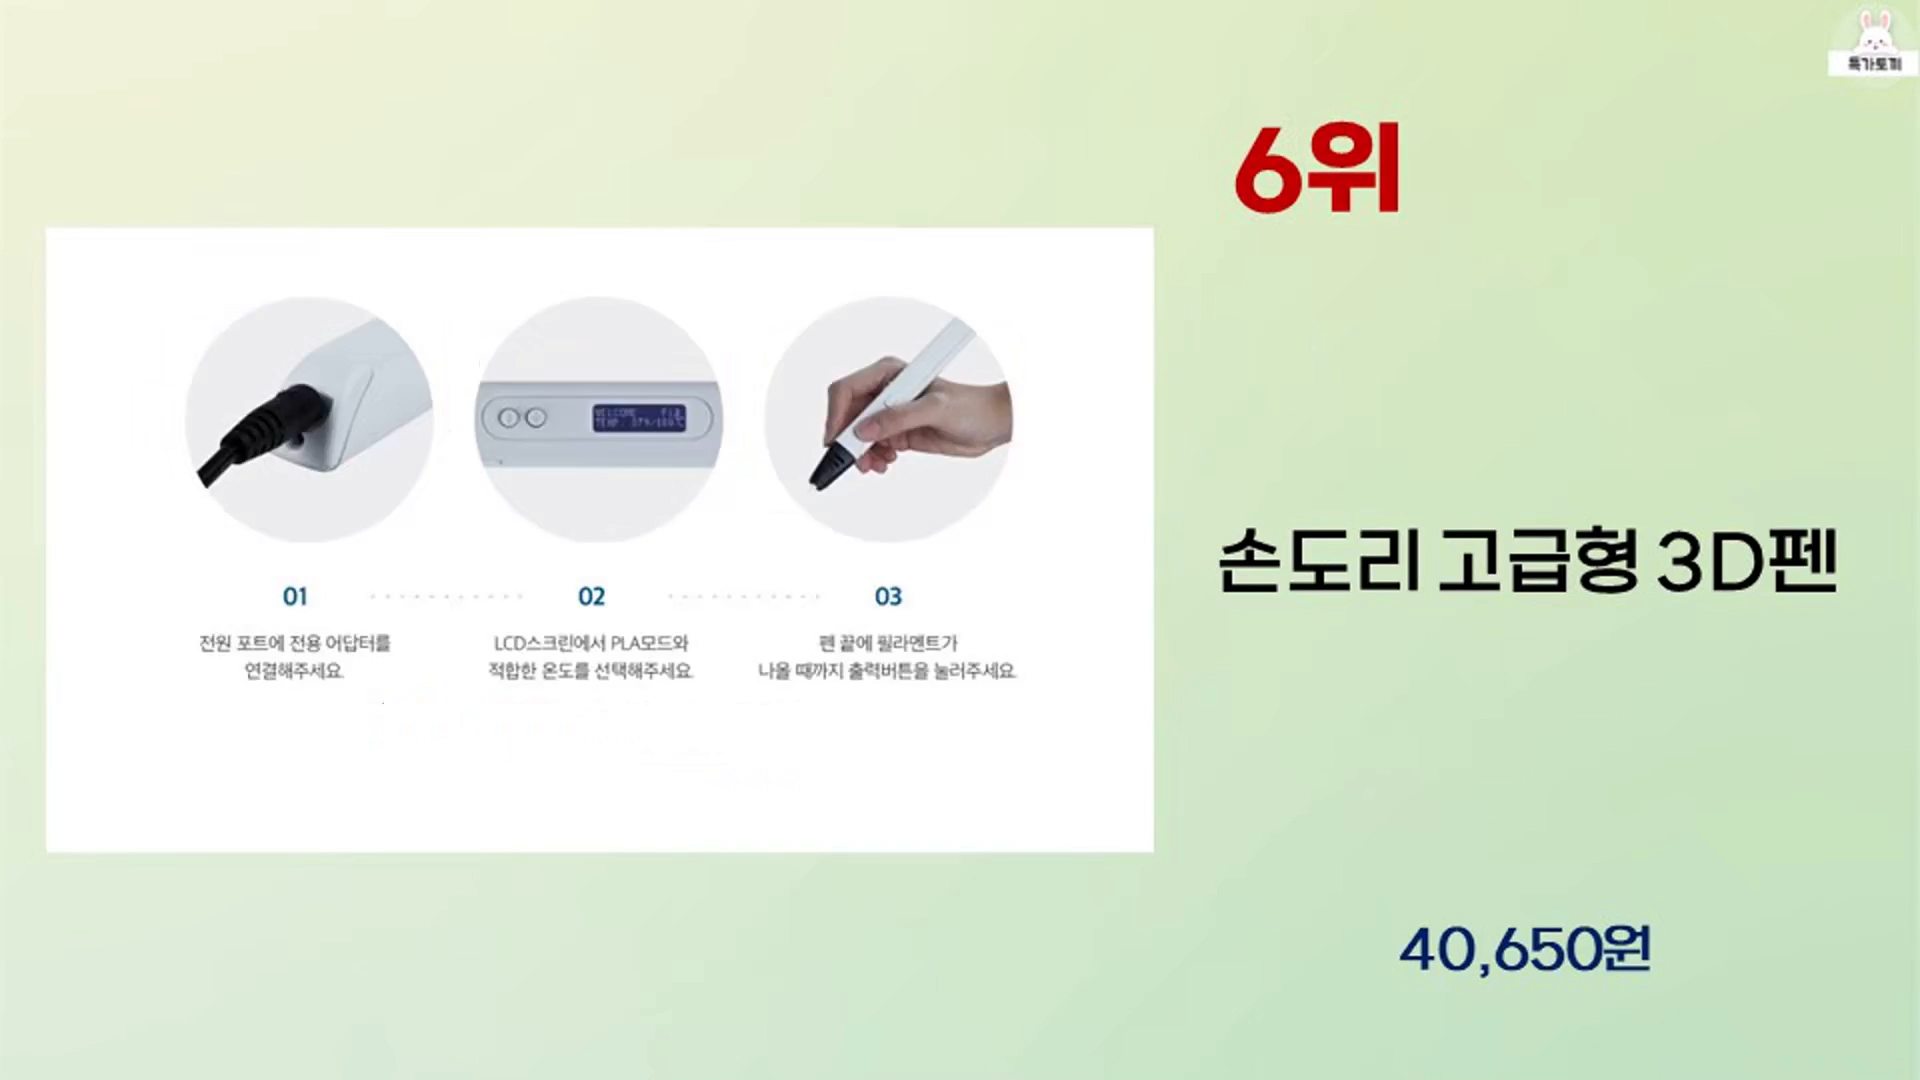 특가토끼
6위
손도리 고급형 3D펜
40,650원
WELCOME
TEMP :
01
02
03
전원 포트에 전용 어답터를
연결해주세요.
LCD스크린에서 PLA모드와
적합한 온도를 선택해주세요.
펜 끝에 필라멘트가
나올 때까지 출력버튼을 눌러주세요.